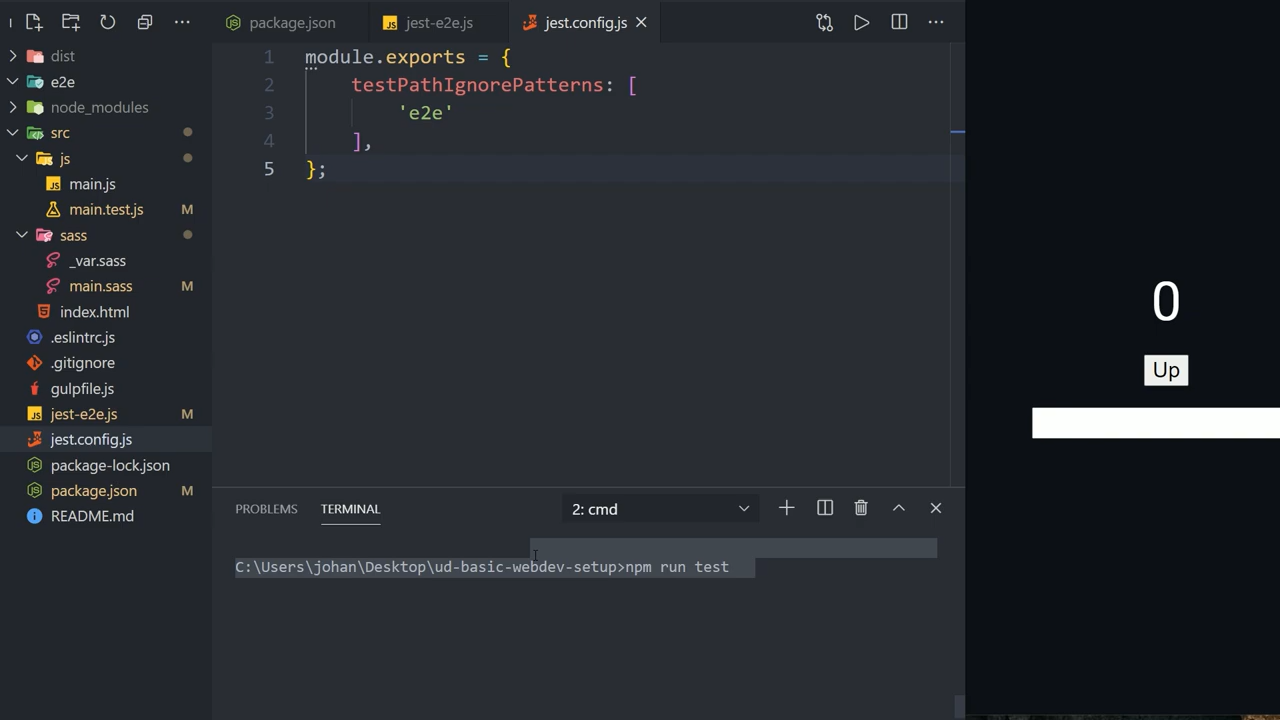 package.json
jest-e2e.js
jest.config.js
dist
e2e
node_modules
src
js
main.js
main.test.js M
sass
_var.sass
main.sass M
index.html
.eslintrc.js
.gitignore
gulpfile.js
jest-e2e.js M
jest.config.js
package-lock.json
package.json M
README.md
1 module.exports = {
2 testPathIgnorePatterns: [
3 'e2e'
4 ],
5 };
PROBLEMS TERMINAL 2: cmd
C:\Users\johan\Desktop\ud-basic-webdev-setup>npm run test
0
Up